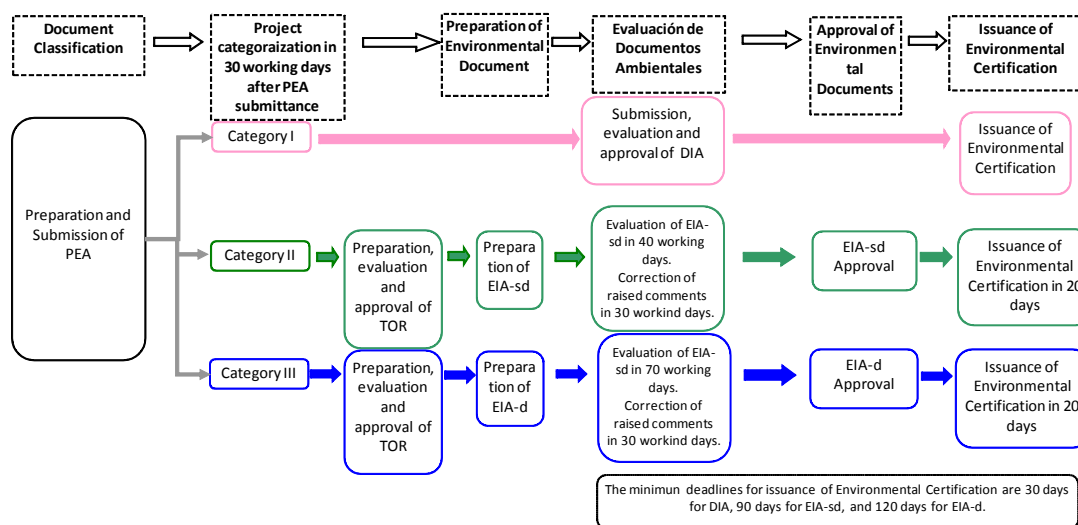 Document
Classification
Project
categoraization in
30 working days
after PEA
submittance
Preparation of
Environmental
Document
Evaluación de
Documentos
Ambientales
Approval of
Environmen
tal
Documents
Issuance of
Environmental
Certification
Preparation and
Submission of
PEA
Category I
Submission,
evaluation and
approval of DIA
Issuance of
Environmental
Certification
Category II
Preparation,
evaluation
and
approval of
TOR
Prepara
tion of
EIA-sd
Evaluation of EIA-
sd in 40 working
days.
Correction of
raised comments
in 30 workind days.
EIA-sd
Approval
Issuance of
Environmental
Certification in 20
days
Category III
Preparation,
evaluation
and
approval of
TOR
Prepara
tion of
EIA-d
Evaluation of EIA-
sd in 70 working
days.
Correction of
raised comments
in 30 workind days.
EIA-d
Approval
Issuance of
Environmental
Certification in 20
days
The minimun deadlines for issuance of Environmental Certification are 30 days
for DIA, 90 days for EIA-sd, and 120 days for EIA-d.